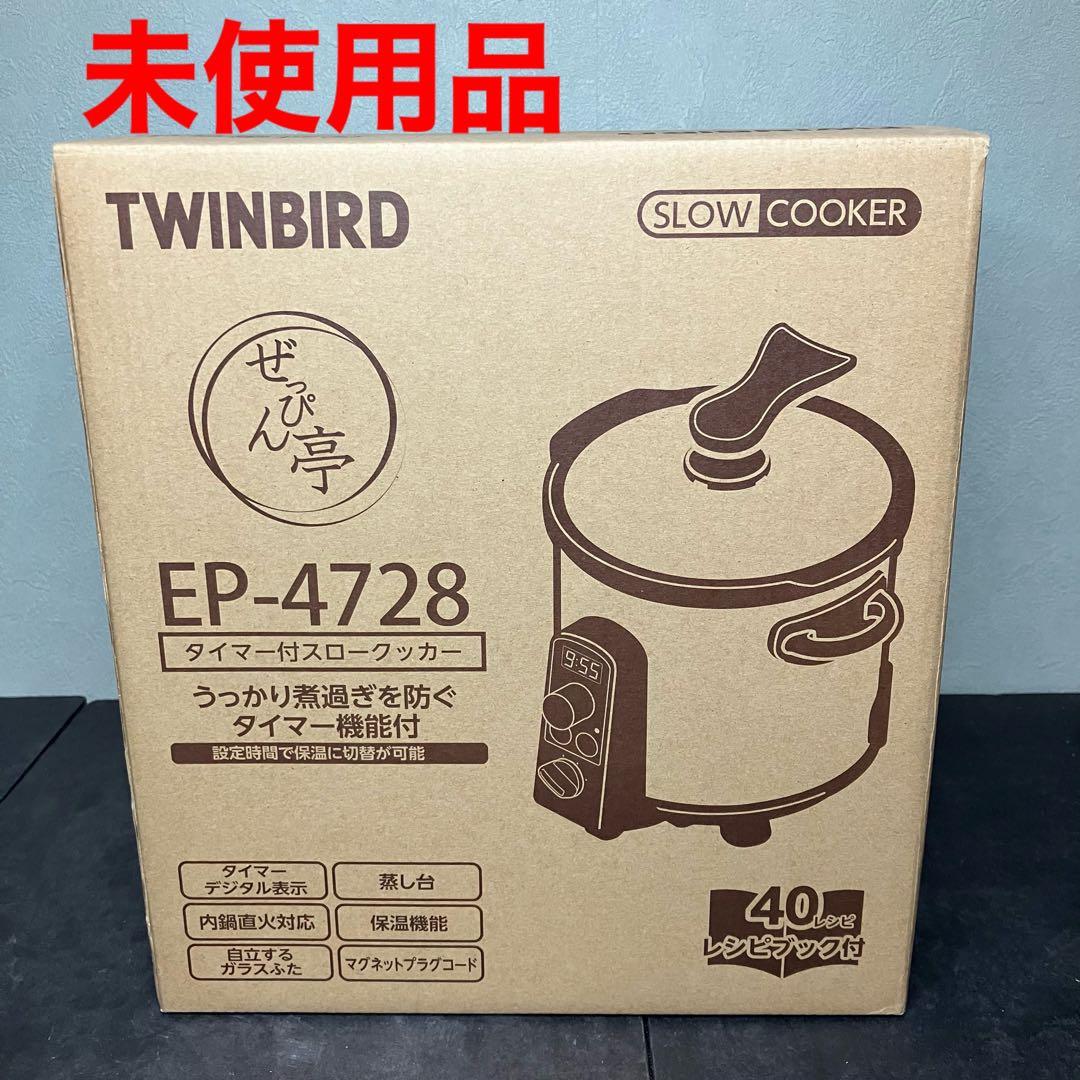 未使用品
TWINBIRD
SLOW COOKER
ぜっぴん亭
EP-4728
タイマー付スロークッカー
うっかり煮過ぎを防ぐ
タイマー機能付
設定時間で保温に切替が可能
9:55
タイマー
デジタル表示
蒸し台
内鍋直火対応
保温機能
自立する
ガラスふた
マグネットプラグコード
40レシピ
レシピブック付